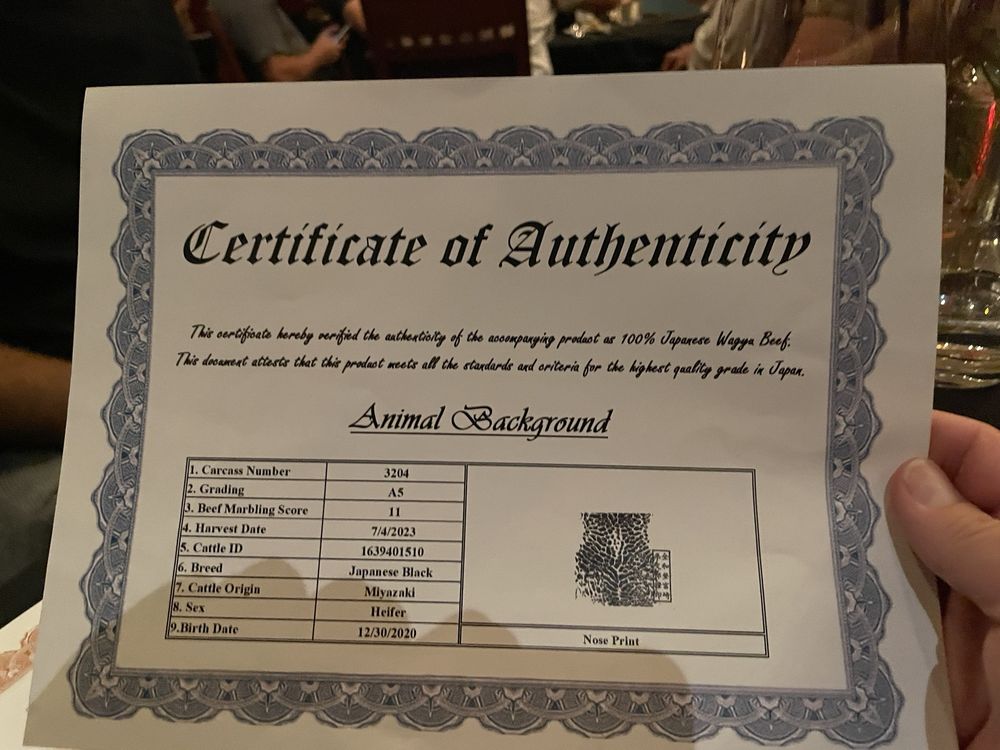 Certificate of Authenticity
This certificate hereby verified the authenticity of the accompanying product as 100% Japanese Wagyu Beef.
This document attests that this product meets all the standards and criteria for the highest quality grade in Japan.
Animal Background
1. Carcass Number 3204
2. Grading A5
3. Beef Marbling Score 11
4. Harvest Date 7/4/2023
5. Cattle ID 1639401510
6. Breed Japanese Black
7. Cattle Origin Miyazaki
8. Sex Heifer
9.Birth Date 12/30/2020
Nose Print